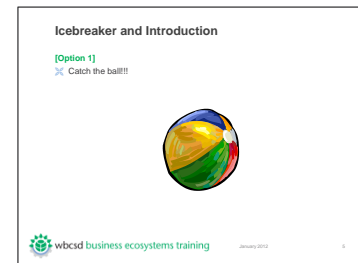 Icebreaker and Introduction
[Option 1]
Catch the ball!!!
wbcsd business ecosystems training
January 2012
5